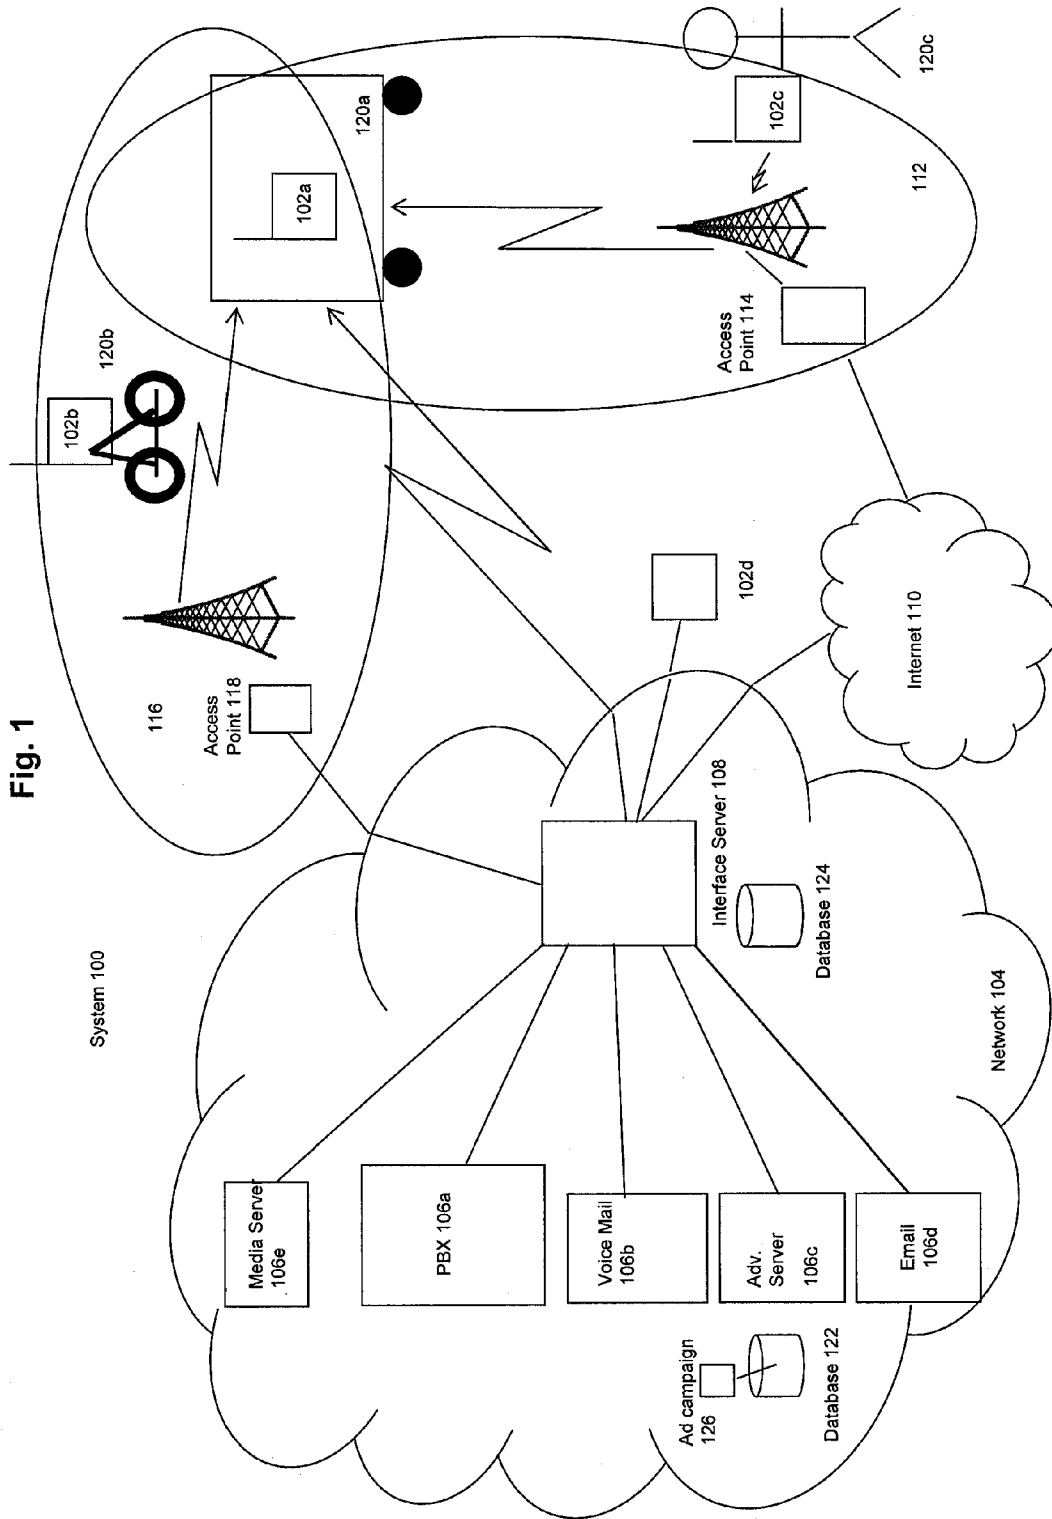 Fig. 1
System 100
116
Access
Point 118
102b
120b
102a
120a
102c
120c
112
Access
Point 114
102d
Internet 110
Interface Server 108
Database 124
Network 104
Media Server
106e
PBX 106a
Voice Mail
106b
Adv.
Server
106c
Email
106d
Ad campaign
126
Database 122